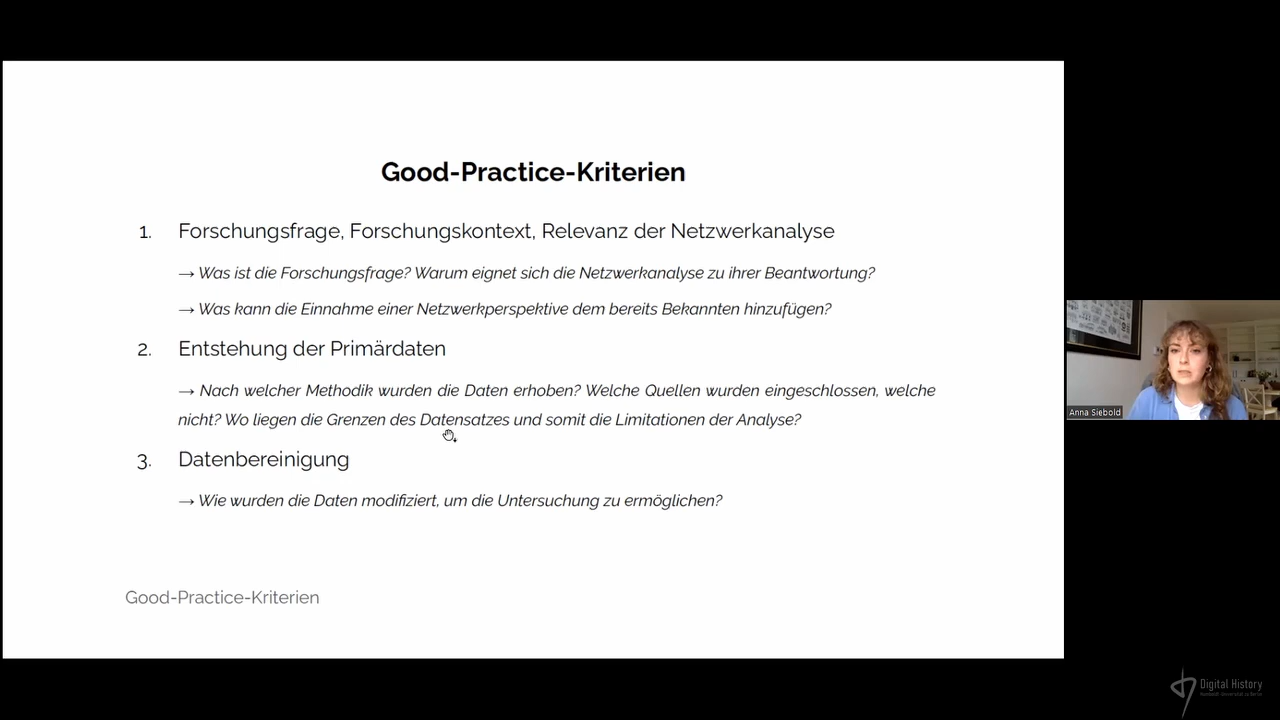 Good-Practice-Kriterien
1. Forschungsfrage, Forschungskontext, Relevanz der Netzwerkanalyse
→ Was ist die Forschungsfrage? Warum eignet sich die Netzwerkanalyse zu ihrer Beantwortung?
→ Was kann die Einnahme einer Netzwerkperspektive dem bereits Bekannten hinzufügen?
2. Entstehung der Primärdaten
→ Nach welcher Methodik wurden die Daten erhoben? Welche Quellen wurden eingeschlossen, welche
nicht? Wo liegen die Grenzen des Datensatzes und somit die Limitationen der Analyse?
3. Datenbereinigung
→ Wie wurden die Daten modifiziert, um die Untersuchung zu ermöglichen?
Good-Practice-Kriterien
Anna Siebold
Digital History
Humboldt-Universität zu Berlin